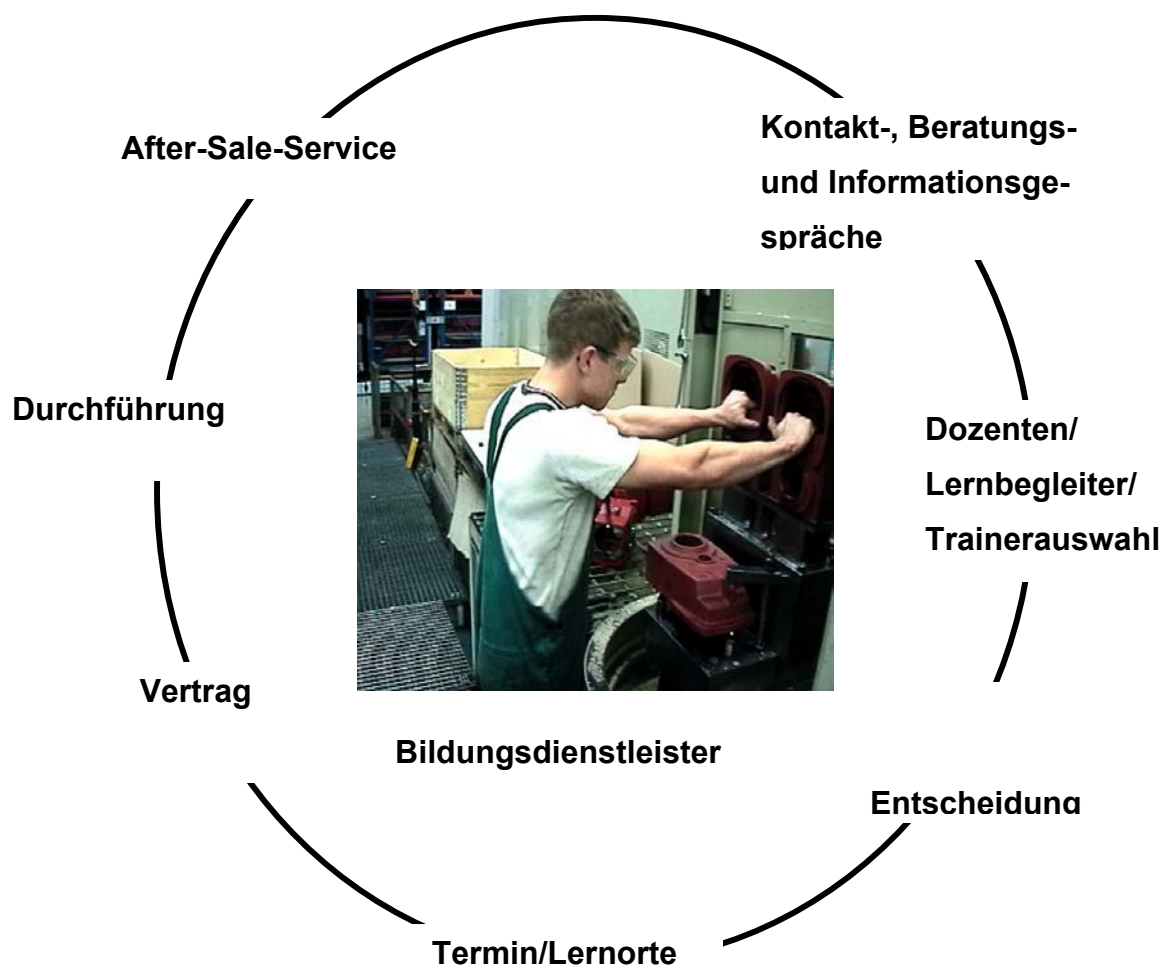 After-Sale-Service
Kontakt-, Beratungs-
und Informationsge-
spräche
Durchführung
Dozenten/
Lernbegleiter/
Trainerauswahl
Vertrag
Bildungsdienstleister
Entscheidung
Termin/Lernorte